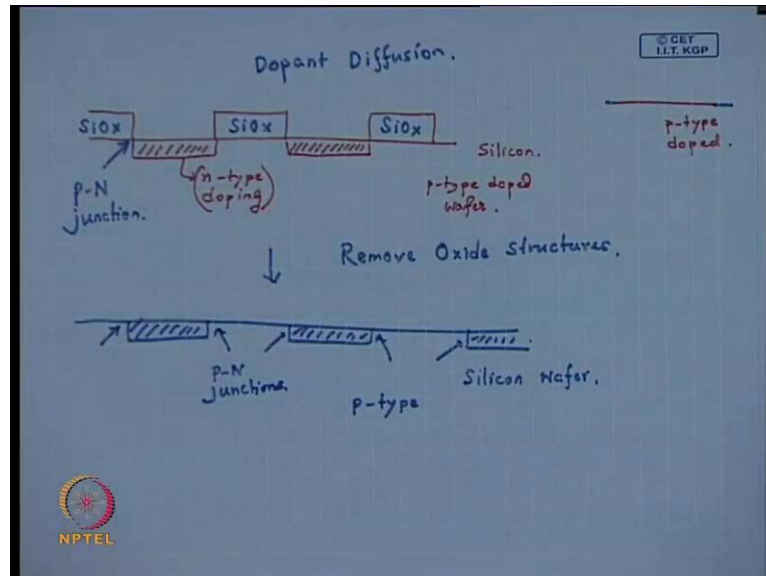 Dopant Diffusion.
© CET
I.I.T. KGP
SiOx
SiOx
SiOx
p-type
doped.
Silicon.
P-N
junction.
(n-type
doping)
p-type doped
wafer.
Remove Oxide structures.
P-N
junctions.
p-type
Silicon Wafer.
NPTEL